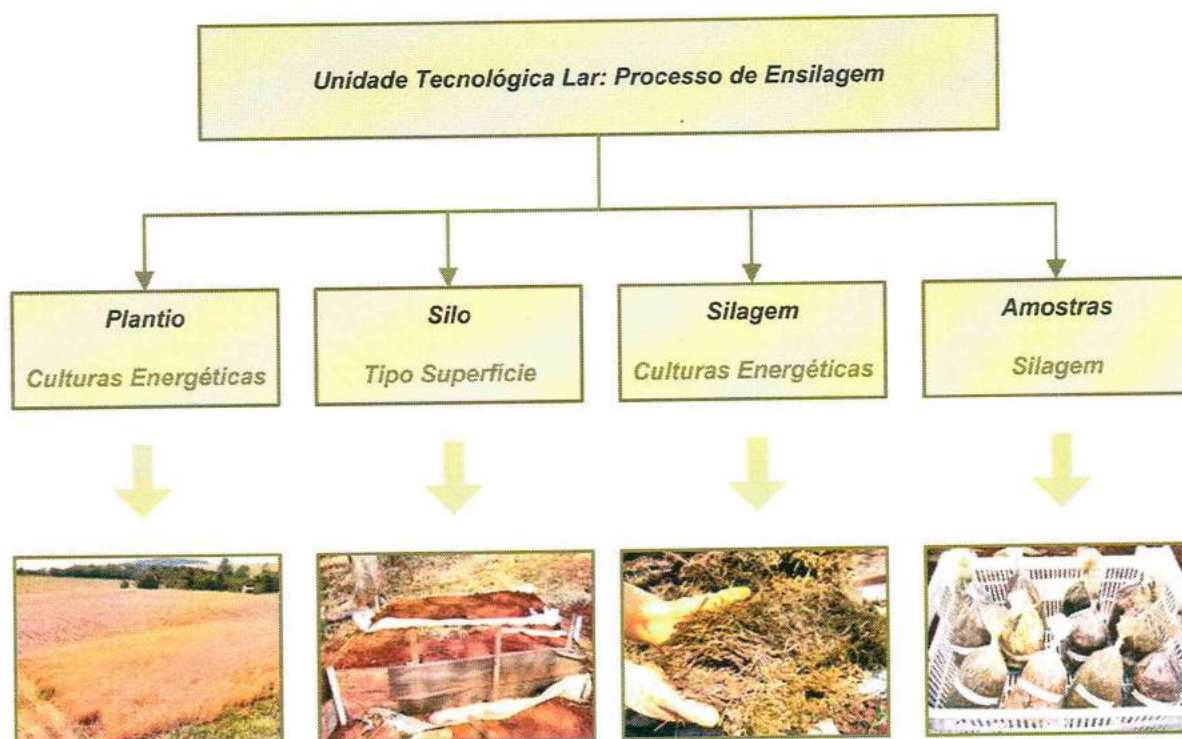 Unidade Tecnológica Lar: Processo de Ensilagem
Plantio
Culturas Energéticas
Silo
Tipo Superfície
Silagem
Culturas Energéticas
Amostras
Silagem